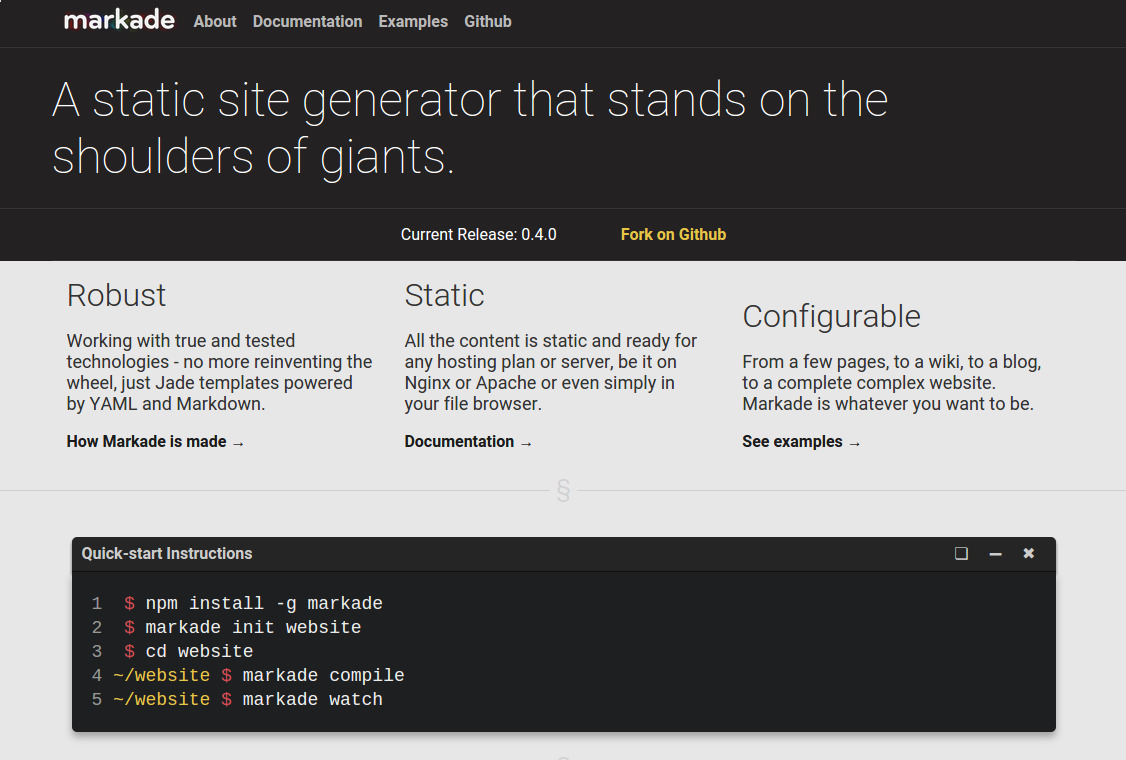 markade About Documentation Examples Github
A static site generator that stands on the
shoulders of giants.
Current Release: 0.4.0 Fork on Github
Robust
Working with true and tested
technologies - no more reinventing the
wheel, just Jade templates powered
by YAML and Markdown.
How Markade is made →
Static
All the content is static and ready for
any hosting plan or server, be it on
Nginx or Apache or even simply in
your file browser.
Documentation →
Configurable
From a few pages, to a wiki, to a blog,
to a complete complex website.
Markade is whatever you want to be.
See examples →
§
Quick-start Instructions
1 $ npm install -g markade
2 $ markade init website
3 $ cd website
4 ~/website $ markade compile
5 ~/website $ markade watch